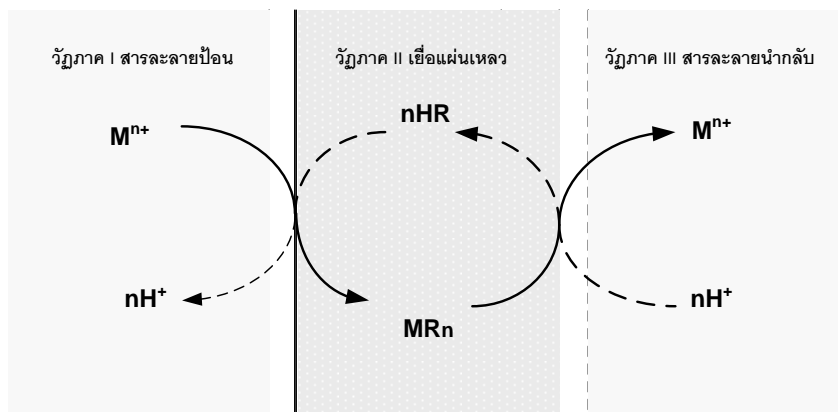 วัฏภาค I สารละลายป้อน
วัฏภาค II เยื่อแผ่นเหลว
วัฏภาค III สารละลายนำกลับ
Mⁿ⁺
nHR
Mⁿ⁺
nH⁺
MRn
nH⁺